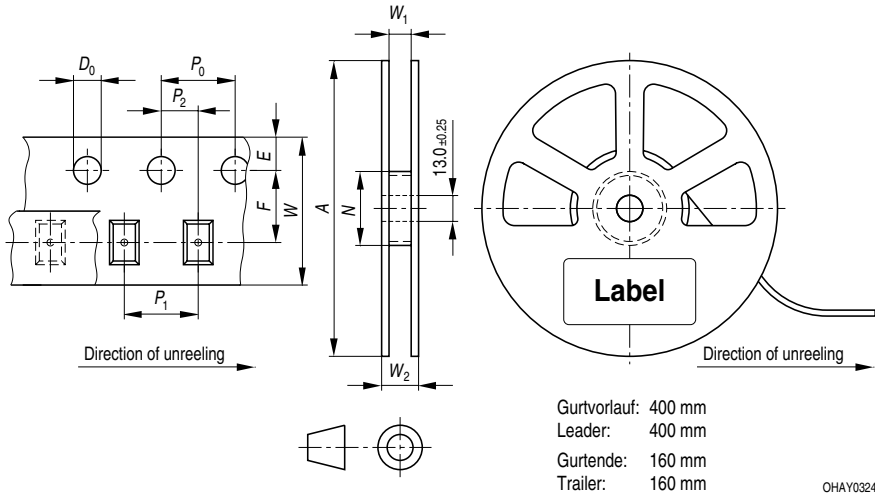 W1
D0
P0
P2
E
F
W
A
N
13.0 ±0.25
Label
P1
Direction of unreeling
W2
Direction of unreeling
Gurtvorlauf: 400 mm
Leader: 400 mm
Gurtende: 160 mm
Trailer: 160 mm
OHAY0324